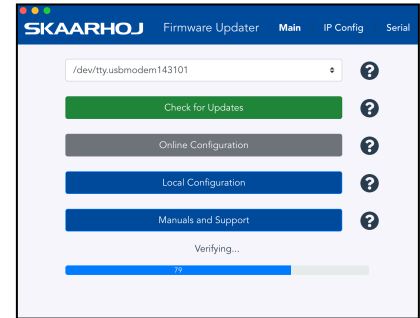 SKAARHOJ Firmware Updater Main IP Config Serial
/dev/tty.usbmodem143101
?
Check for Updates
?
Online Configuration
?
Local Configuration
?
Manuals and Support
?
Verifying...
79